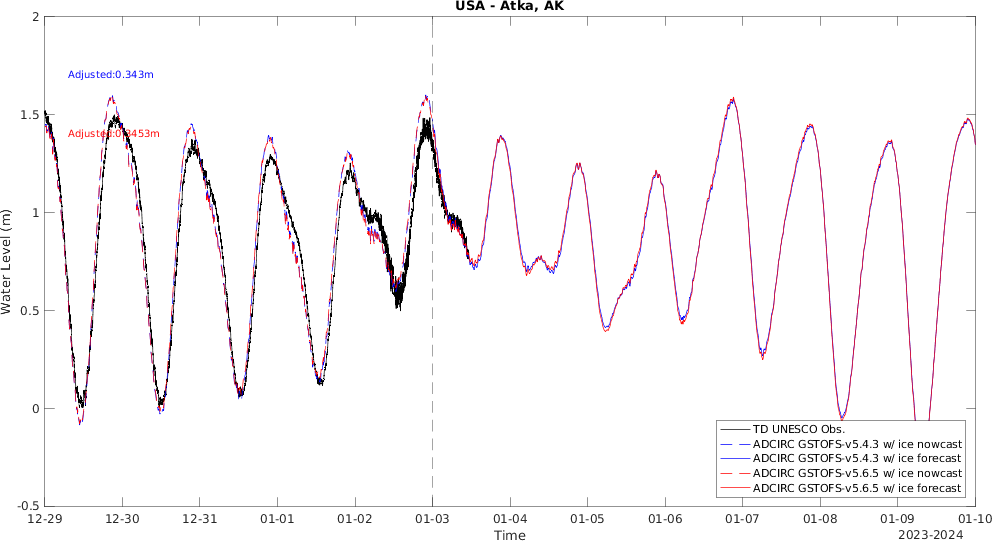 USA - Atka, AK
2
Adjusted:0.343m
1.5
Adjusted:0.3453m
1
Water Level (m)
0.5
0
-0.5
TD UNESCO Obs.
ADCIRC GSTOFS-v5.4.3 w/ ice nowcast
ADCIRC GSTOFS-v5.4.3 w/ ice forecast
ADCIRC GSTOFS-v5.6.5 w/ ice nowcast
ADCIRC GSTOFS-v5.6.5 w/ ice forecast
12-29 12-30 12-31 01-01 01-02 01-03 01-04 01-05 01-06 01-07 01-08 01-09 01-10
Time
2023-2024